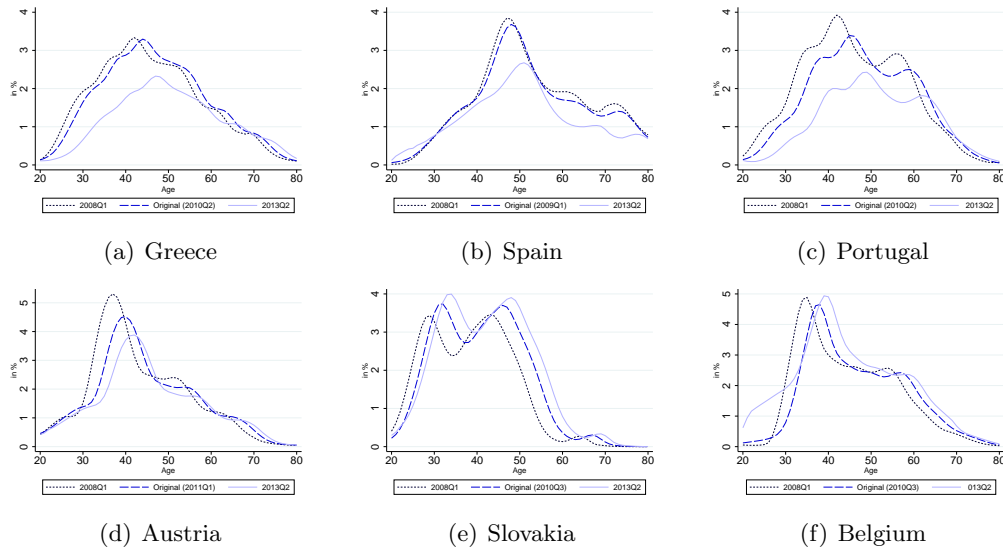 in %
4
3
2
1
0
20 30 40 50 60 70 80
Age
2008Q1 Original (2010Q2) 2013Q2
(a) Greece
in %
4
3
2
1
0
20 30 40 50 60 70 80
Age
2008Q1 Original (2009Q1) 2013Q2
(b) Spain
in %
4
3
2
1
0
20 30 40 50 60 70 80
Age
2008Q1 Original (2010Q2) 2013Q2
(c) Portugal
in %
5
4
3
2
1
0
20 30 40 50 60 70 80
Age
2008Q1 Original (2011Q1) 2013Q2
(d) Austria
in %
4
3
2
1
0
20 30 40 50 60 70 80
Age
2008Q1 Original (2010Q3) 2013Q2
(e) Slovakia
in %
5
4
3
2
1
0
20 30 40 50 60 70 80
Age
2008Q1 Original (2010Q3) 013Q2
(f) Belgium